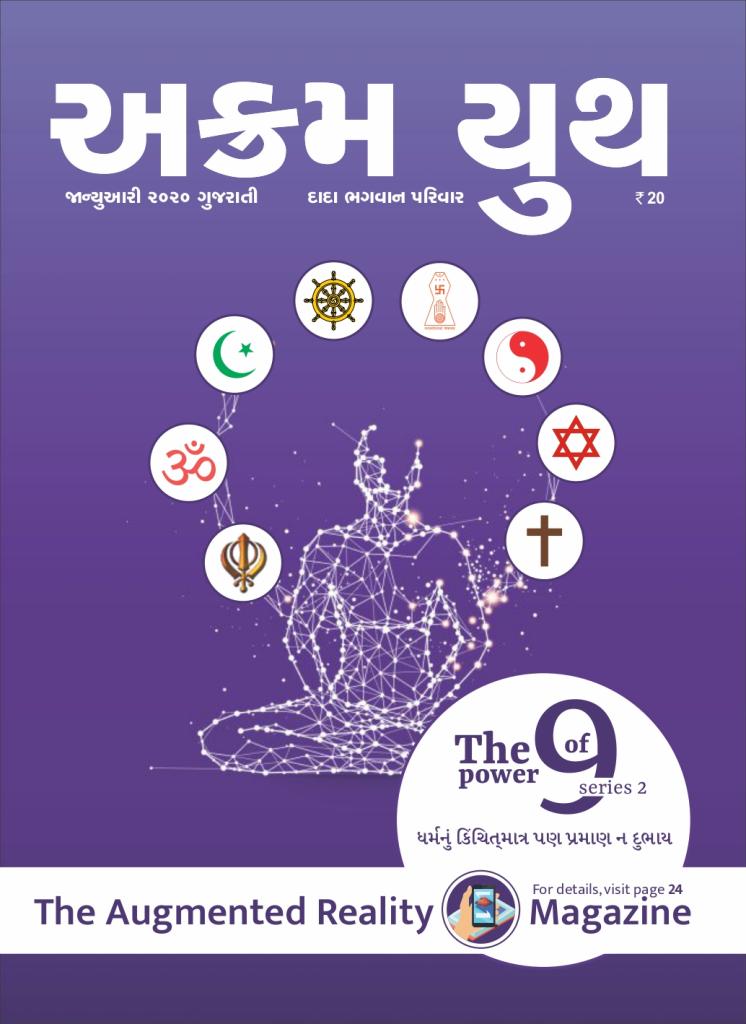 અક્રમ યુથ
જાન્યુઆરી ૨૦૨૦ ગુજરાતી દાદા ભગવાન પરિવાર ₹ 20
The power of 9
series 2
ધર્મનું કિંચિત્‌માત્ર પણ પ્રમાણ ન દુભાય
For details, visit page 24
The Augmented Reality Magazine